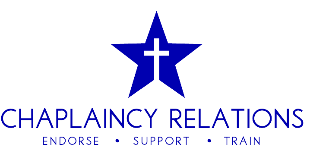 CHAPLAINCY RELATIONS
ENDORSE • SUPPORT • TRAIN